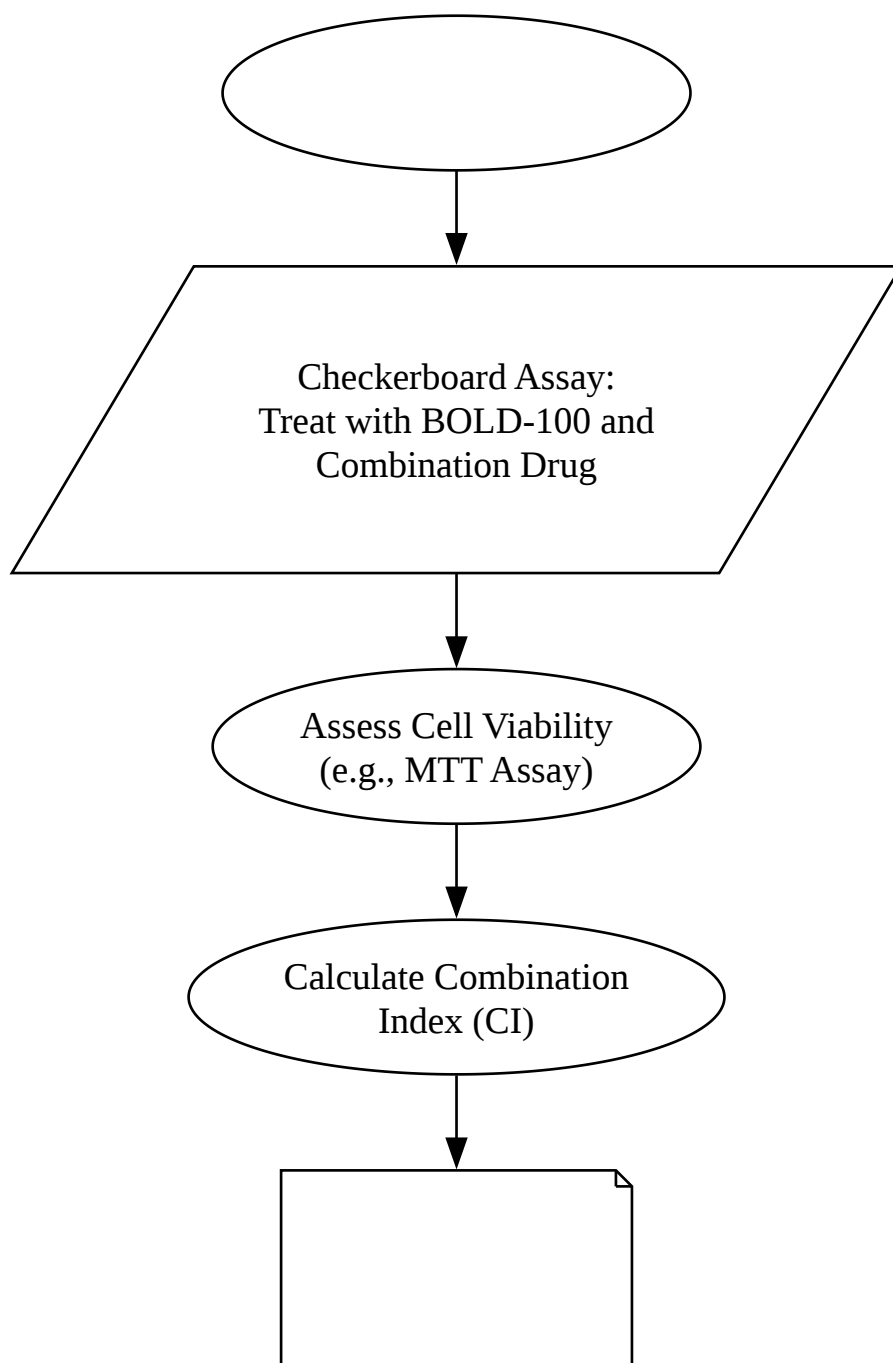 Checkerboard Assay:
Treat with BOLD-100 and
Combination Drug
Assess Cell Viability
(e.g., MTT Assay)
Calculate Combination
Index (CI)